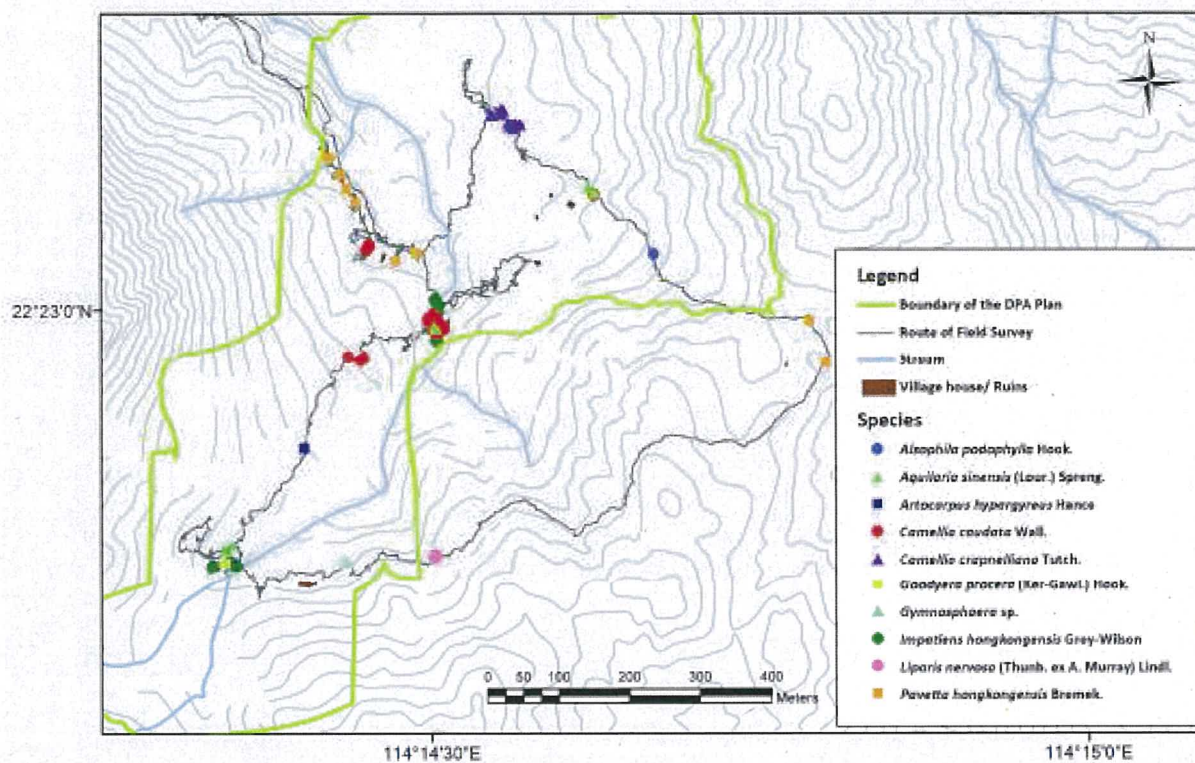 N
22°23'0"N
Legend
Boundary of the DPA Plan
Route of Field Survey
Stream
Village house/ Ruins
Species
Alsophila podophylla Hook.
Aquilaria sinensis (Lour.) Spreng.
Artocarpus hypargyreus Hance
Camellia caudata Wall.
Camellia crapnelliana Tutch.
Goodyera procera (Ker-Gawl.) Hook.
Gymnosphaera sp.
Impatiens hongkongensis Grey-Wilson
Liparis nervosa (Thunb. ex A. Murray) Lindl.
Pavetta hongkongensis Bremek.
0 50 100 200 300 400
Meters
114°14'30"E
114°15'0"E